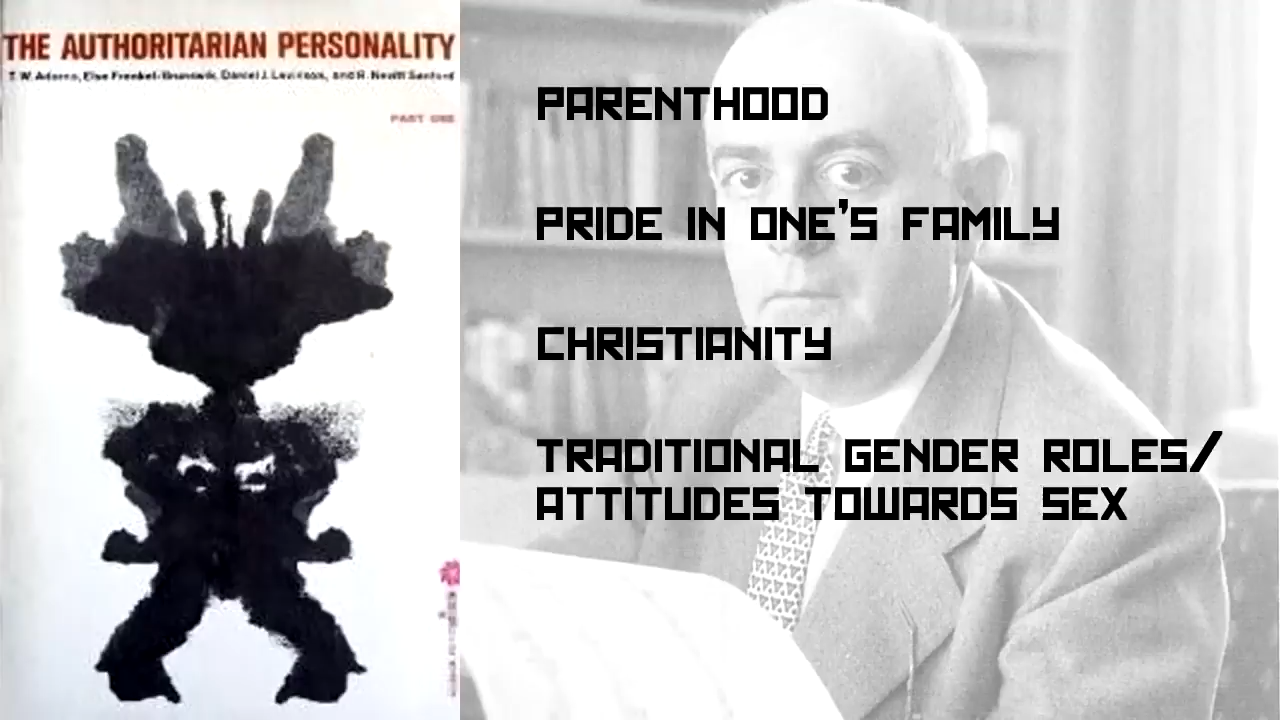 THE AUTHORITARIAN PERSONALITY
T. W. Adorno, Else Frenkel-Brunswik, Daniel J. Levinson, and R. Nevitt Sanford
PART ONE
PARENTHOOD
PRIDE IN ONE'S FAMILY
CHRISTIANITY
TRADITIONAL GENDER ROLES/
ATTITUDES TOWARDS SEX